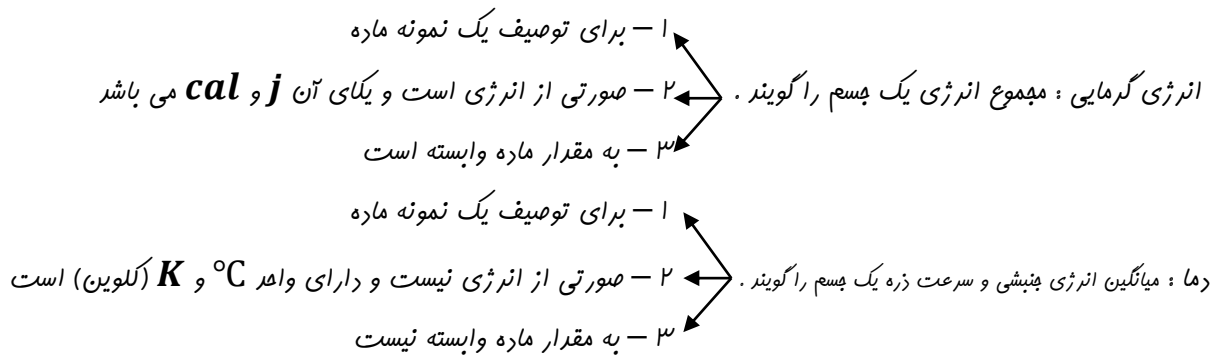 ۱ – برای توصیف یک نمونه ماده
انرژی گرمایی : مجموع انرژی یک جسم را گویند . ۲ – صورتی از انرژی است و یکای آن j و cal می باشد
۳ – به مقدار ماده وابسته است
۱ – برای توصیف یک نمونه ماده
دما : میانگین انرژی جنبشی و سرعت ذره یک جسم را گویند . ۲ – صورتی از انرژی نیست و دارای واحد °C و K (کلوین) است
۳ – به مقدار ماده وابسته نیست